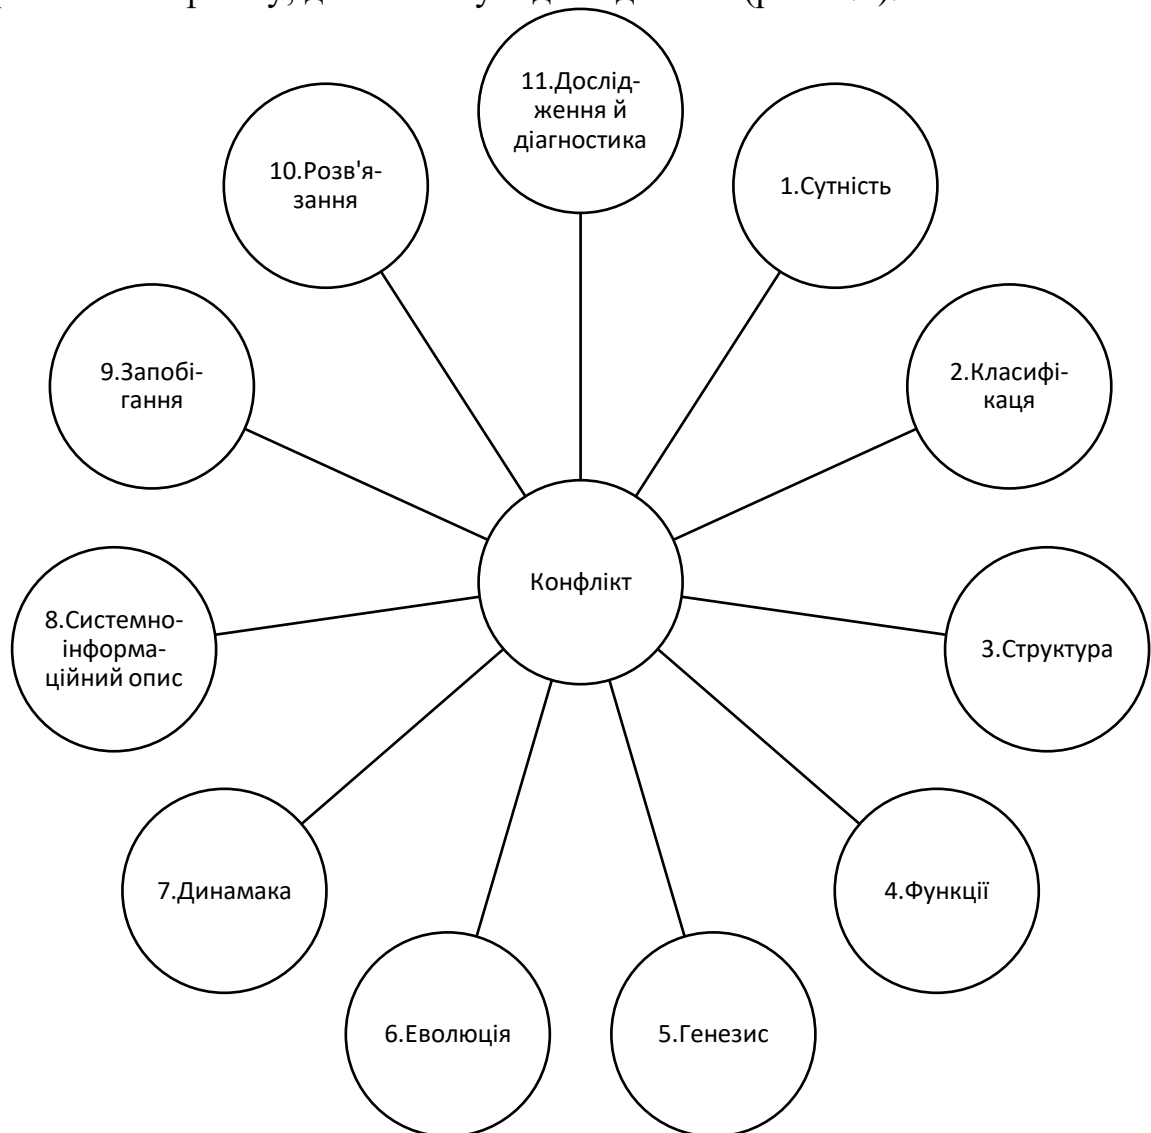 11.Дослід-
ження й
діагностика
10.Розв'я-
зання
1.Сутність
9.Запобі-
гання
2.Класифі-
каця
Конфлікт
8.Системно-
інформа-
ційний опис
3.Структура
7.Динамака
4.Функції
6.Еволюція
5.Генезис